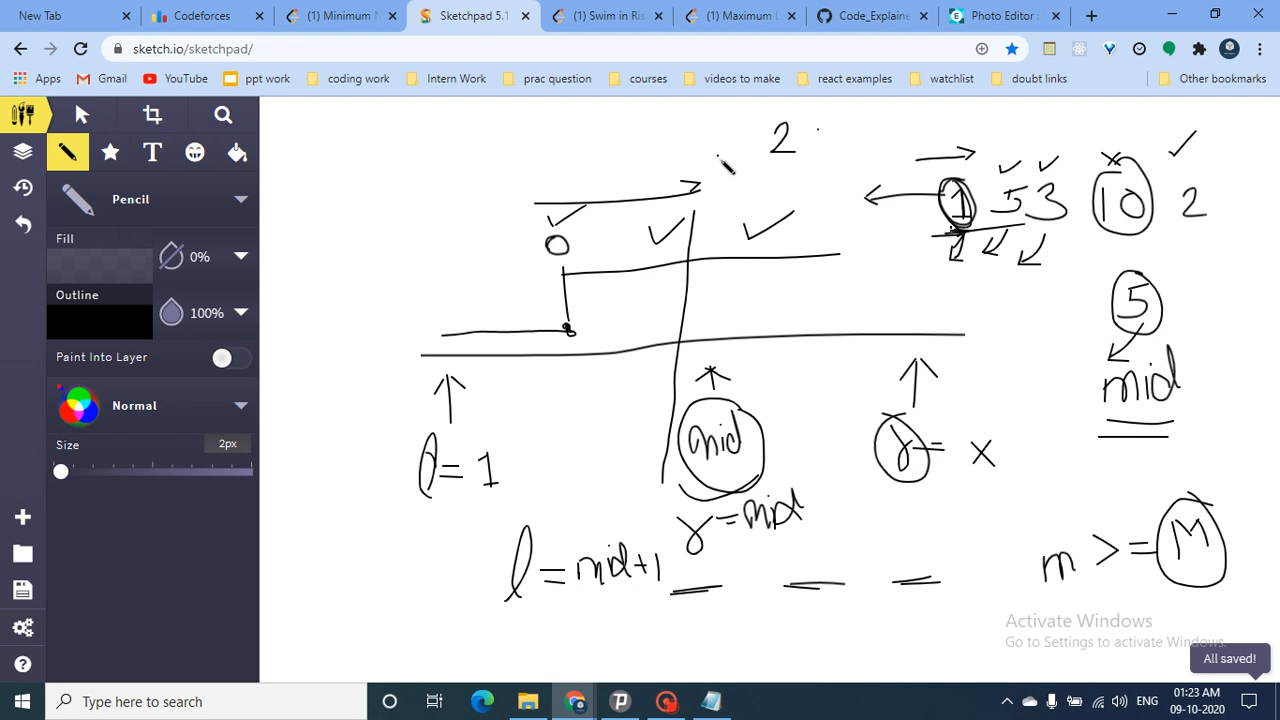 New Tab
Codeforces
(1) Minimum N
Sketchpad 5.1
(1) Swim in Ris
(1) Maximum L
Code_Explaine
Photo Editor :
sketch.io/sketchpad/
Apps
Gmail
YouTube
ppt work
coding work
Intern Work
prac question
courses
videos to make
react examples
watchlist
doubt links
Other bookmarks
Pencil
Fill
0%
Outline
100%
Paint Into Layer
Normal
Size
2px
2
1 5 3 10 2
0
5
mid
l = 1
mid
r = x
r = mid
l = mid+1
m >= M
Activate Windows
Go to Settings to activate Windows.
All saved!
Type here to search
ENG
01:23 AM
09-10-2020